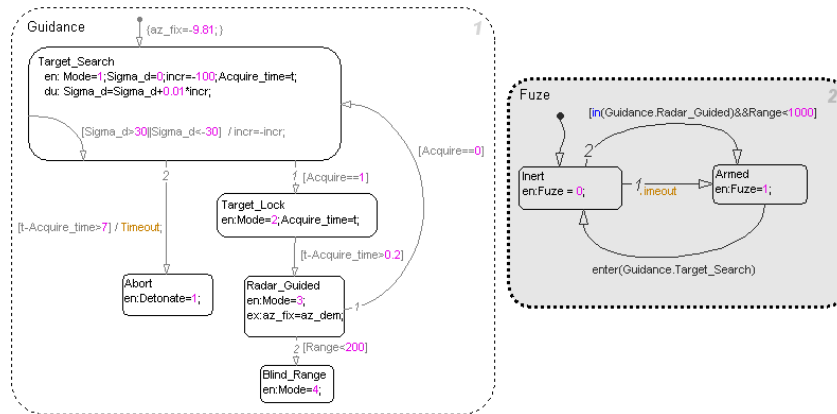 Guidance
1
{az_fix=-9.81;}
Target_Search
en: Mode=1;Sigma_d=0;incr=-100;Acquire_time=t;
du: Sigma_d=Sigma_d+0.01*incr;
[Sigma_d>30||Sigma_d<-30] / incr=-incr;
2
1
[Acquire==1]
[Acquire==0]
Target_Lock
en:Mode=2;Acquire_time=t;
[t-Acquire_time>7] / Timeout;
[t-Acquire_time>0.2]
Abort
en:Detonate=1;
Radar_Guided
en:Mode=3;
ex:az_fix=az_dem;
1
2
[Range<200]
Blind_Range
en:Mode=4;
Fuze
2
[in(Guidance.Radar_Guided)&&Range<1000]
2
Inert
en:Fuze = 0;
1
.imeout
Armed
en:Fuze=1;
enter(Guidance.Target_Search)